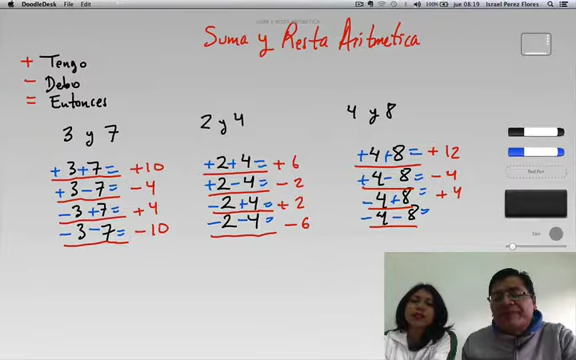 DoodleDesk File Edit 100% jue 08:19 Israel Perez Flores
Suma y Resta Aritmetica
+ Tengo
- Debo
= Entonces
3 y 7
+3+7= +10
+3-7= -4
-3+7= +4
-3-7= -10
2 y 4
+2+4= +6
+2-4= -2
-2+4= +2
-2-4= -6
4 y 8
+4+8= +12
+4-8= -4
-4+8= +4
-4-8=